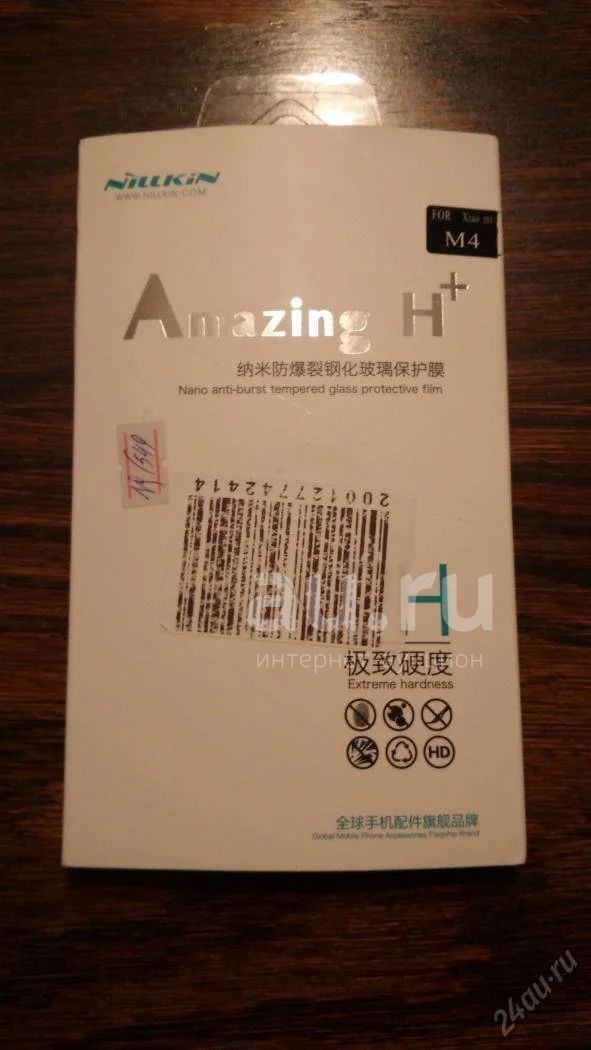 NILLKIN
WWW.NILLKIN.COM
FOR Xiao mi
M4
Amazing H+
纳米防爆裂钢化玻璃保护膜
Nano anti-burst tempered glass protective film
2001277424414
au.ru
H
极致硬度
Extreme hardness
HD
全球手机配件旗舰品牌
Global Mobile Phone Accessories Flagship Brand
24au.ru